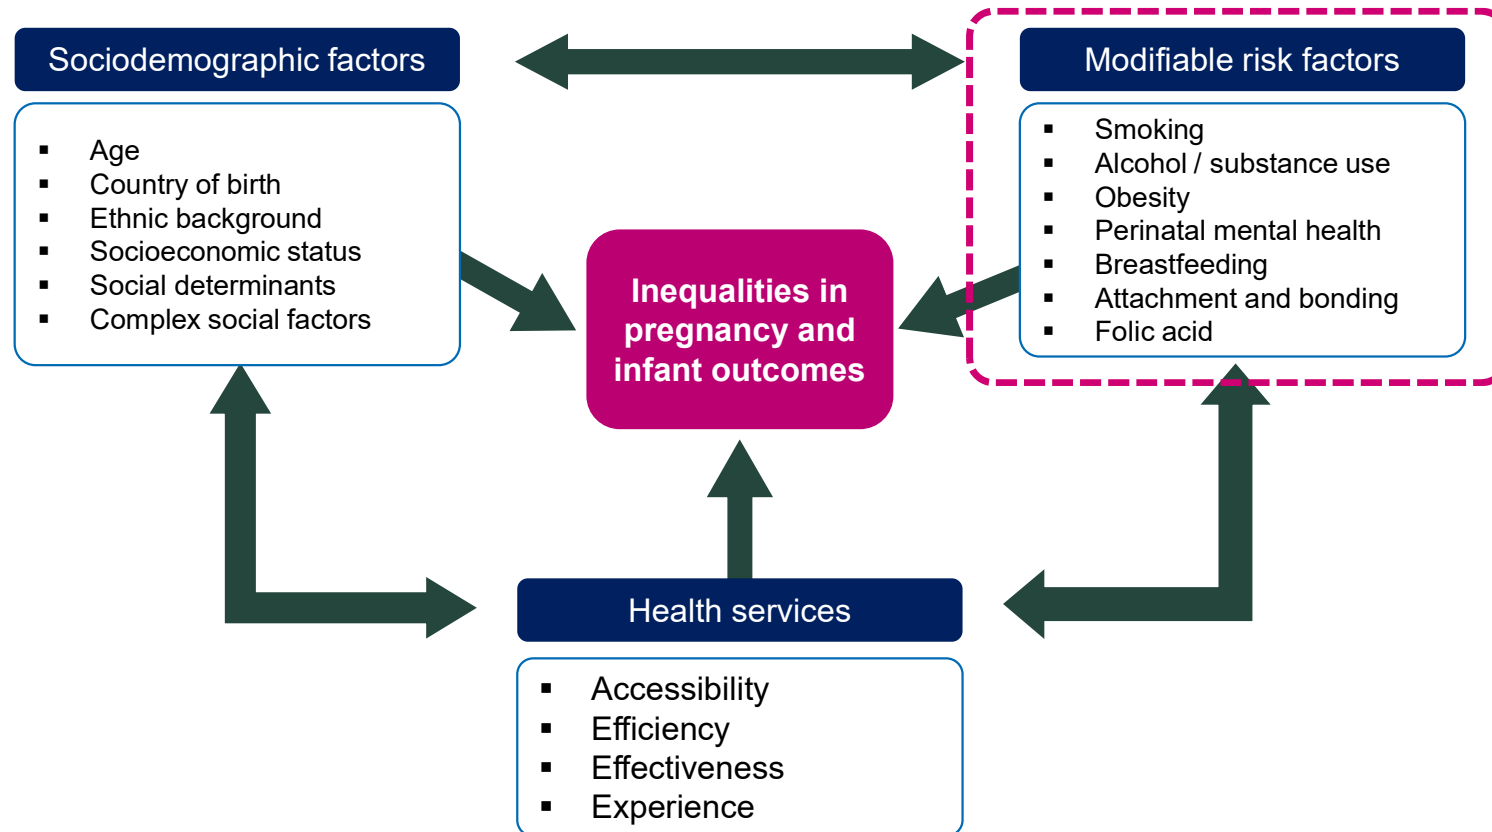 Sociodemographic factors
Age
Country of birth
Ethnic background
Socioeconomic status
Social determinants
Complex social factors
Modifiable risk factors
Smoking
Alcohol / substance use
Obesity
Perinatal mental health
Breastfeeding
Attachment and bonding
Folic acid
Inequalities in
pregnancy and
infant outcomes
Health services
Accessibility
Efficiency
Effectiveness
Experience